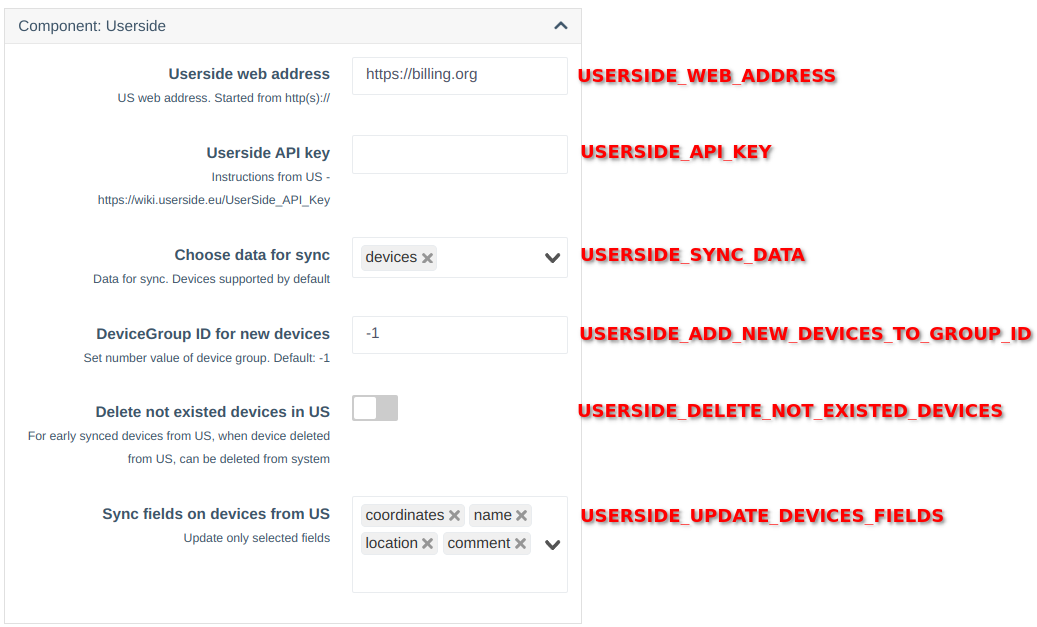 Component: Userside
Userside web address
https://billing.org
USERSIDE_WEB_ADDRESS
US web address. Started from http(s)://
Userside API key
USERSIDE_API_KEY
Instructions from US -
https://wiki.userside.eu/UserSide_API_Key
Choose data for sync
devices
USERSIDE_SYNC_DATA
Data for sync. Devices supported by default
DeviceGroup ID for new devices
-1
USERSIDE_ADD_NEW_DEVICES_TO_GROUP_ID
Set number value of device group. Default: -1
Delete not existed devices in US
USERSIDE_DELETE_NOT_EXISTED_DEVICES
For early synced devices from US, when device deleted
from US, can be deleted from system
Sync fields on devices from US
coordinates name
USERSIDE_UPDATE_DEVICES_FIELDS
Update only selected fields
location comment